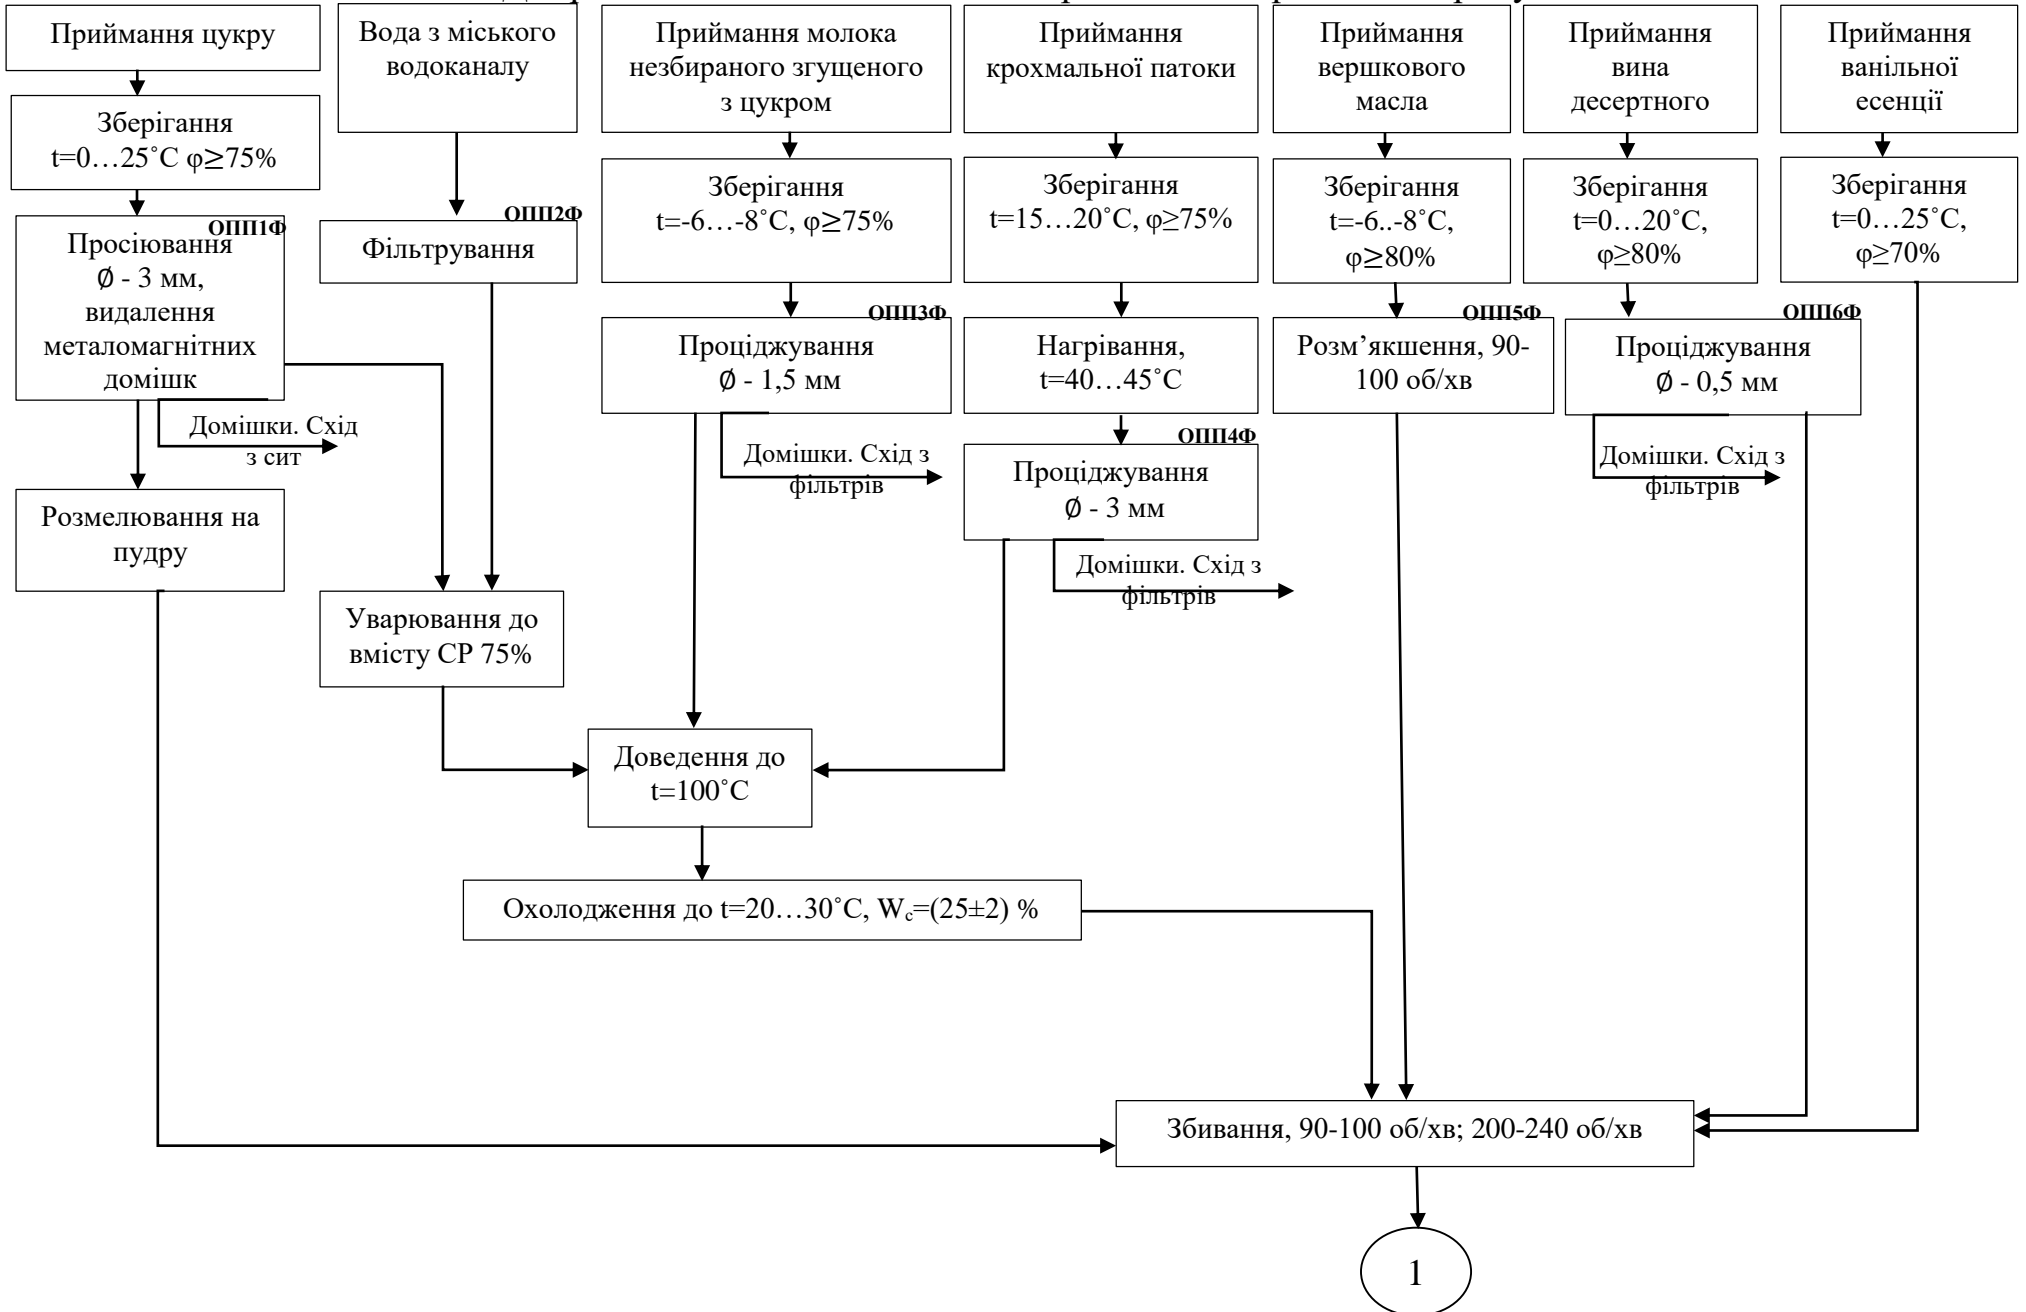 Приймання цукру
Вода з міського
водоканалу
Приймання молока
незбираного згущеного
з цукром
Приймання
крохмальної патоки
Приймання
вершкового
масла
Приймання
вина
десертного
Приймання
ванільної
есенції
Зберігання
t=0…25˚С φ≥75%
Зберігання
t=-6…-8˚С, φ≥75%
Зберігання
t=15…20˚С, φ≥75%
Зберігання
t=-6..-8˚С,
φ≥80%
Зберігання
t=0…20˚С,
φ≥80%
Зберігання
t=0…25˚С,
φ≥70%
ОПП1Ф
Просіювання
∅ - 3 мм,
видалення
металомагнітних
домішк
ОПП2Ф
Фільтрування
ОПП3Ф
Проціджування
∅ - 1,5 мм
Нагрівання,
t=40…45˚С
ОПП5Ф
Розм’якшення, 90-
100 об/хв
ОПП6Ф
Проціджування
∅ - 0,5 мм
Домішки. Схід
з сит
Домішки. Схід з
фільтрів
ОПП4Ф
Проціджування
∅ - 3 мм
Домішки. Схід з
фільтрів
Розмелювання на
пудру
Домішки. Схід з
фільтрів
Уварювання до
вмісту СР 75%
Доведення до
t=100˚С
Охолодження до t=20…30˚С, Wс=(25±2) %
Збивання, 90-100 об/хв; 200-240 об/хв
1